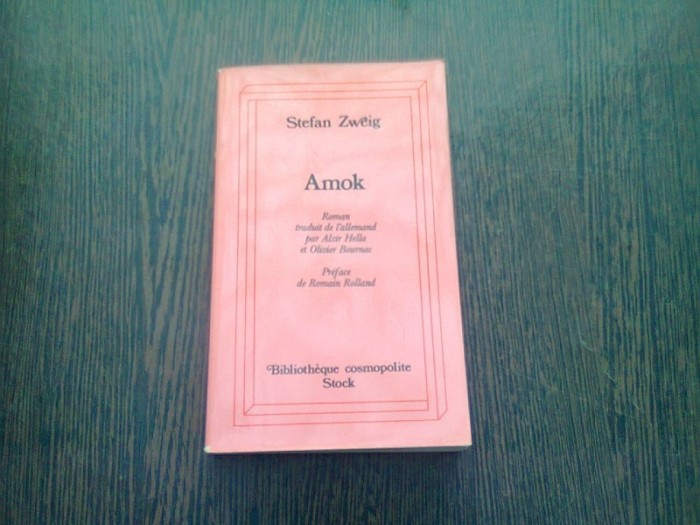 Stefan Zweig
Amok
Roman
traduit de l'allemand
par Alzir Hella
et Olivier Bournac
Préface
de Romain Rolland
Bibliothèque cosmopolite
Stock